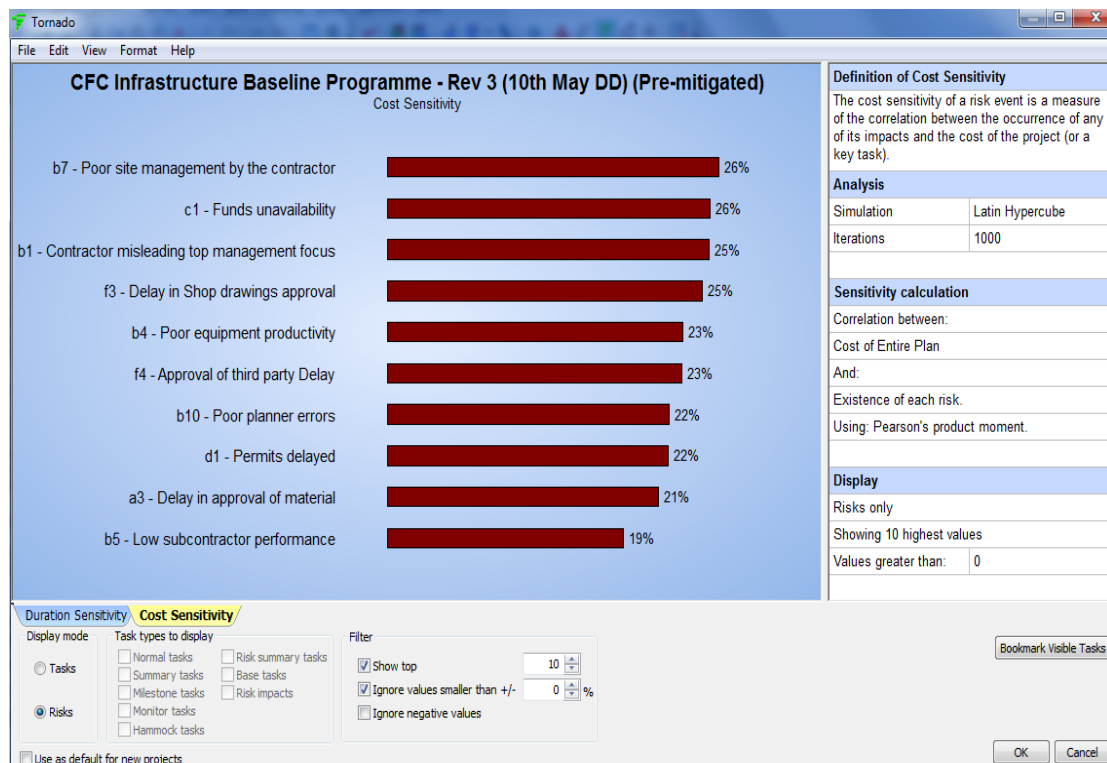 Tornado
File Edit View Format Help
CFC Infrastructure Baseline Programme - Rev 3 (10th May DD) (Pre-mitigated)
Cost Sensitivity
b7 - Poor site management by the contractor 26%
c1 - Funds unavailability 26%
b1 - Contractor misleading top management focus 25%
f3 - Delay in Shop drawings approval 25%
b4 - Poor equipment productivity 23%
f4 - Approval of third party Delay 23%
b10 - Poor planner errors 22%
d1 - Permits delayed 22%
a3 - Delay in approval of material 21%
b5 - Low subcontractor performance 19%
Definition of Cost Sensitivity
The cost sensitivity of a risk event is a measure
of the correlation between the occurrence of any
of its impacts and the cost of the project (or a
key task).
Analysis
Simulation Latin Hypercube
Iterations 1000
Sensitivity calculation
Correlation between:
Cost of Entire Plan
And:
Existence of each risk.
Using: Pearson's product moment.
Display
Risks only
Showing 10 highest values
Values greater than: 0
Duration Sensitivity Cost Sensitivity
Display mode
Tasks
Risks
Task types to display
Normal tasks Risk summary tasks
Summary tasks Base tasks
Milestone tasks Risk impacts
Monitor tasks
Hammock tasks
Filter
Show top 10
Ignore values smaller than +/- 0 %
Ignore negative values
Bookmark Visible Tasks
Use as default for new projects
OK Cancel